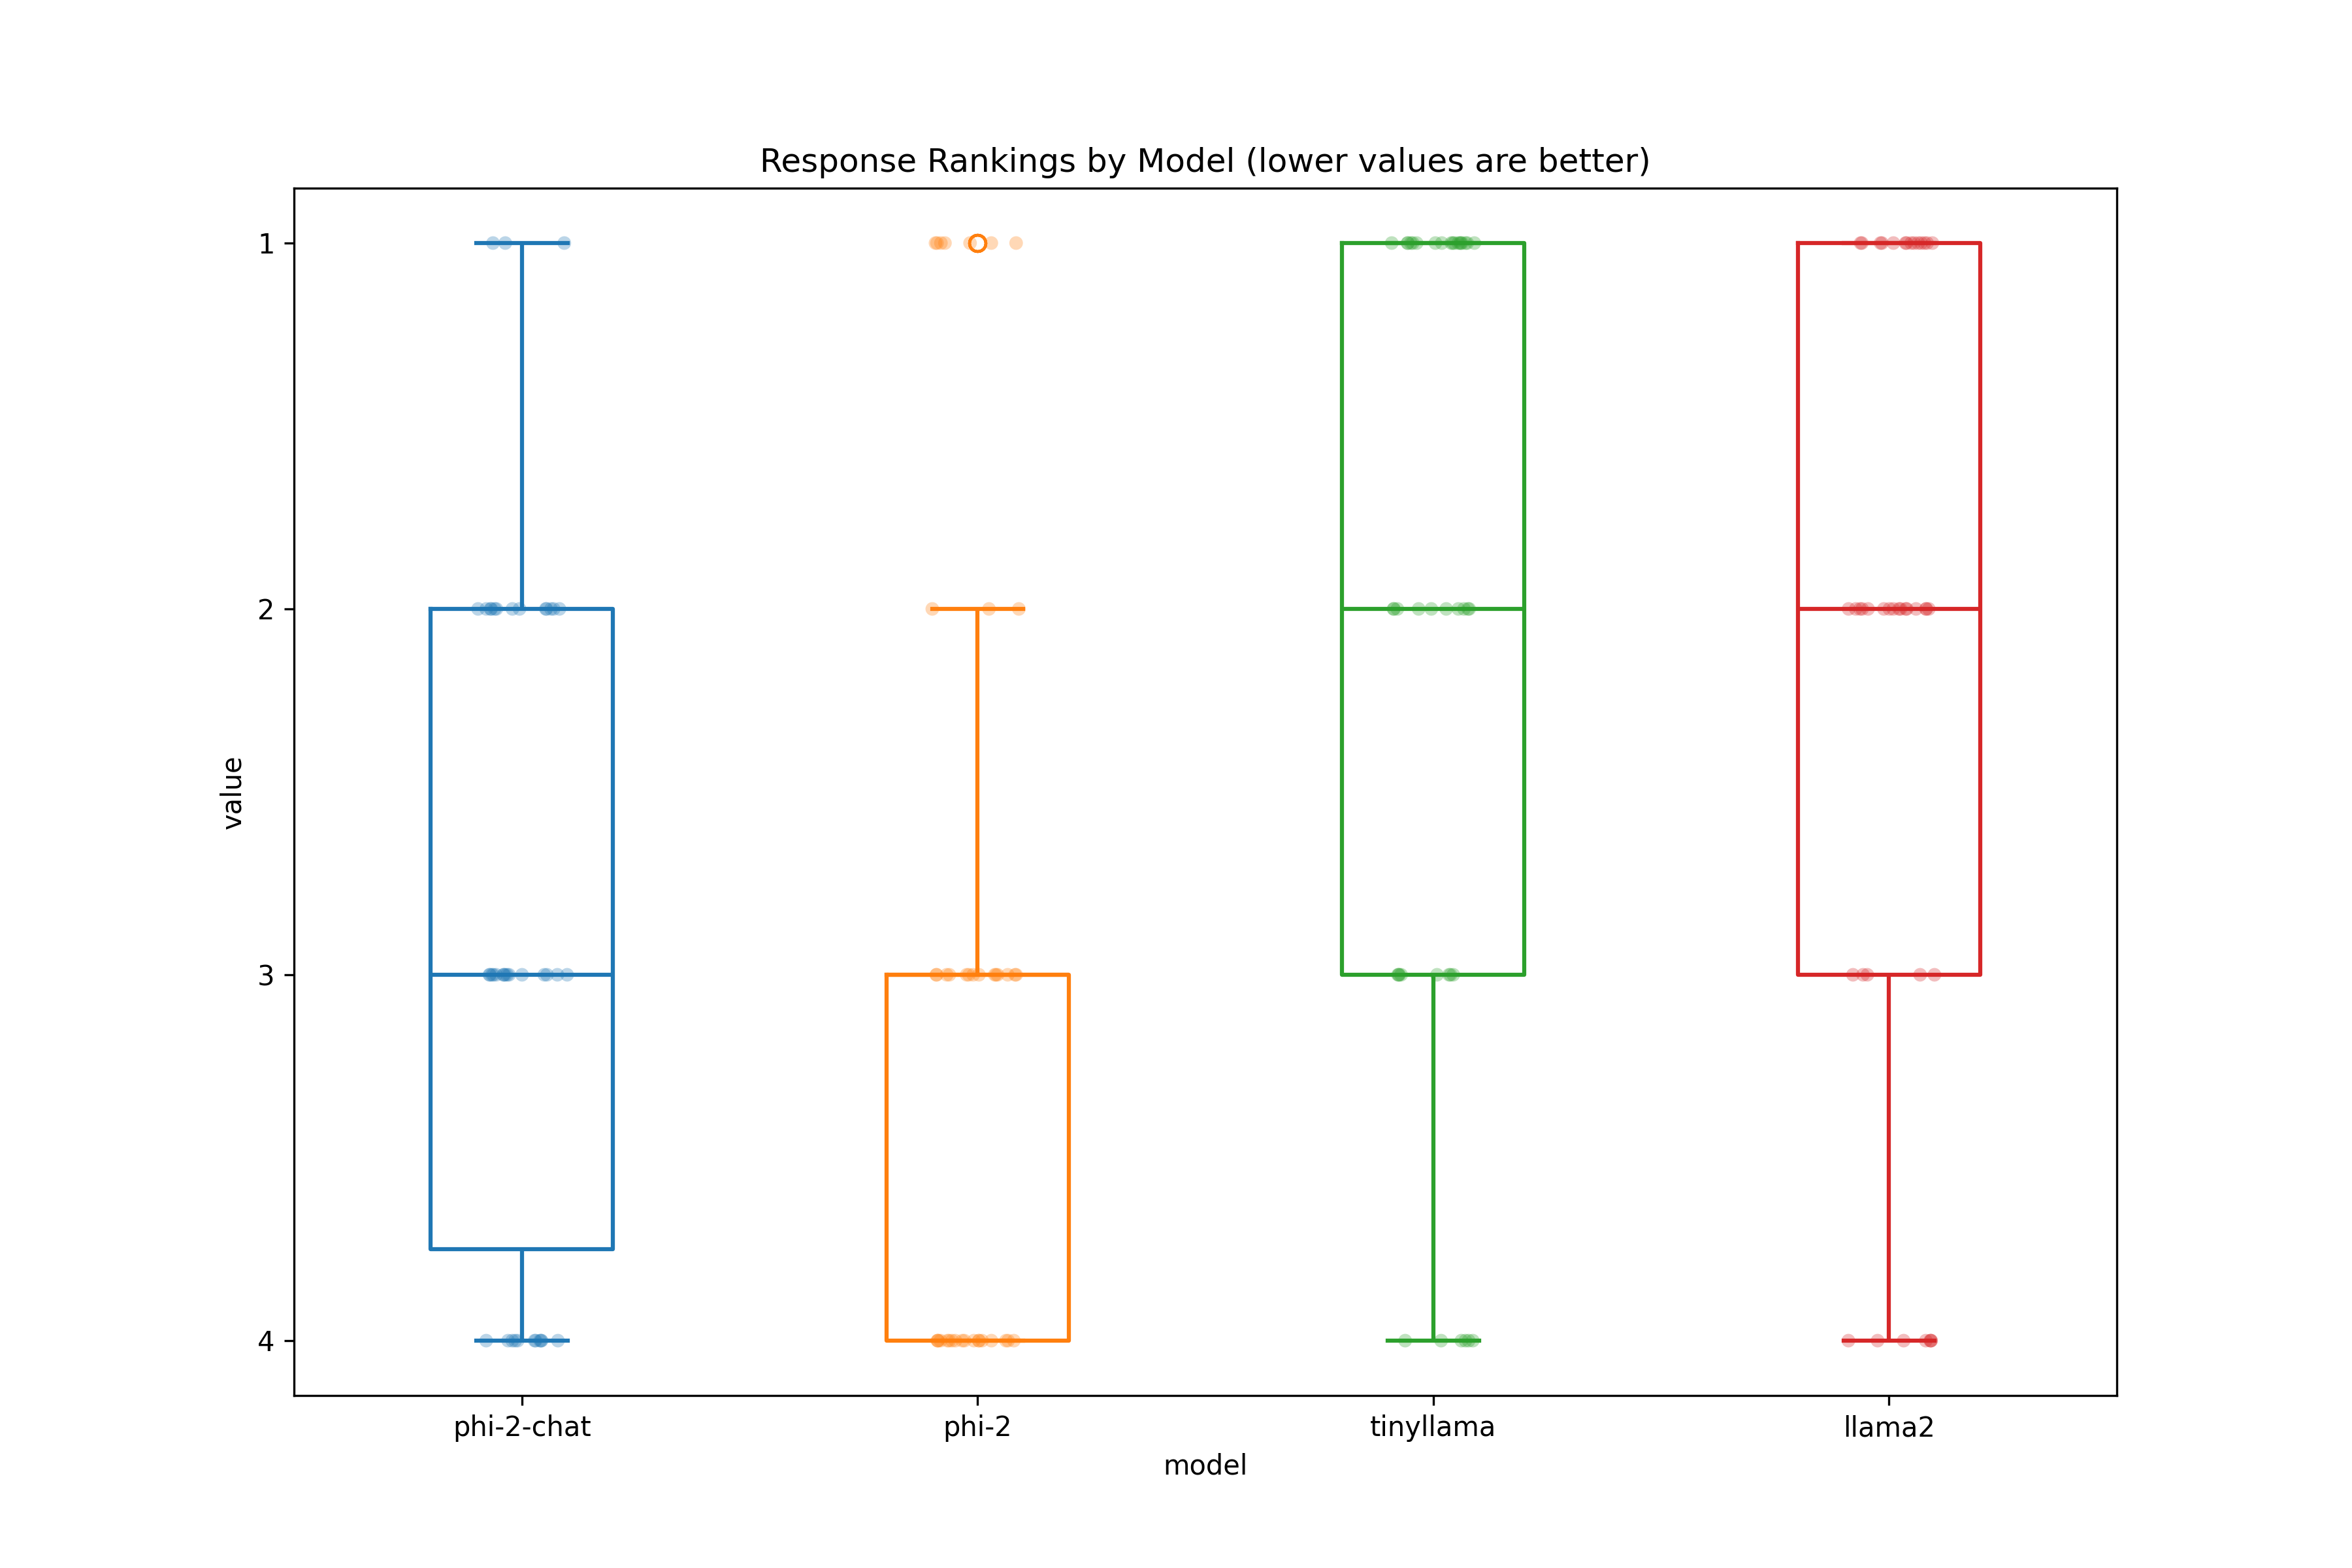 Response Rankings by Model (lower values are better)
1
2
3
4
value
phi-2-chat
phi-2
tinyllama
llama2
model